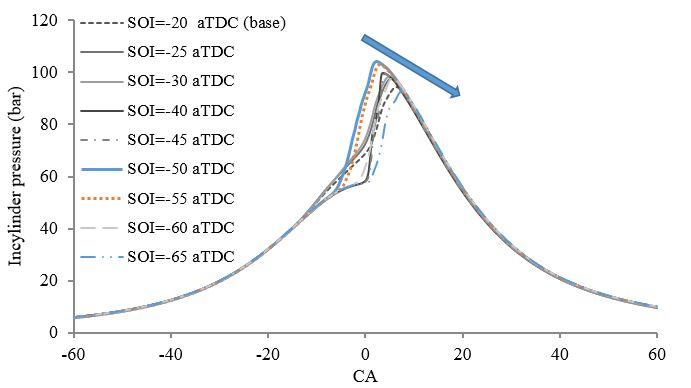 Incylinder pressure (bar)
120
100
80
60
40
20
0
SOI=-20 aTDC (base)
SOI=-25 aTDC
SOI=-30 aTDC
SOI=-40 aTDC
SOI=-45 aTDC
SOI=-50 aTDC
SOI=-55 aTDC
SOI=-60 aTDC
SOI=-65 aTDC
-60 -40 -20 0 20 40 60
CA